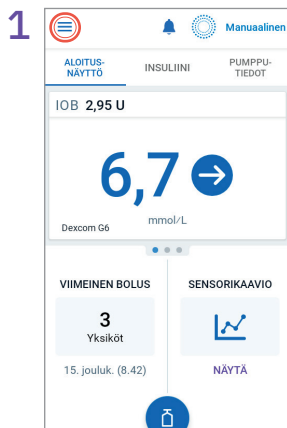 1
Manuaalinen
ALOITUS-
NÄYTTÖ
INSULIINI
PUMPPU-
TIEDOT
IOB 2,95 U
6,7
mmol/L
Dexcom G6
VIIMEINEN BOLUS
3
Yksiköt
15. jouluk. (8.42)
SENSORIKAAVIO
NÄYTÄ